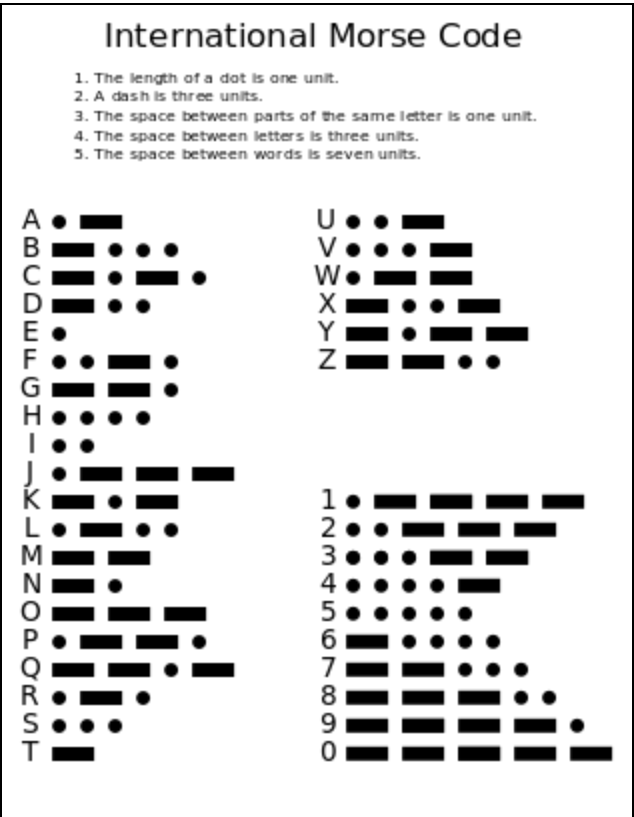 International Morse Code
1. The length of a dot is one unit.
2. A dash is three units.
3. The space between parts of the same letter is one unit.
4. The space between letters is three units.
5. The space between words is seven units.
A
B
C
D
E
F
G
H
I
J
K
L
M
N
O
P
Q
R
S
T
U
V
W
X
Y
Z
1
2
3
4
5
6
7
8
9
0